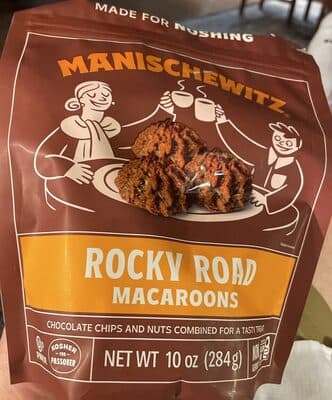 MADE FOR NOSHING
MANISCHEWITZ
ROCKY ROAD
MACAROONS
CHOCOLATE CHIPS AND NUTS COMBINED FOR A TASTY TREAT
KOSHER
FOR
PASSOVER
NET WT 10 OZ (284g)